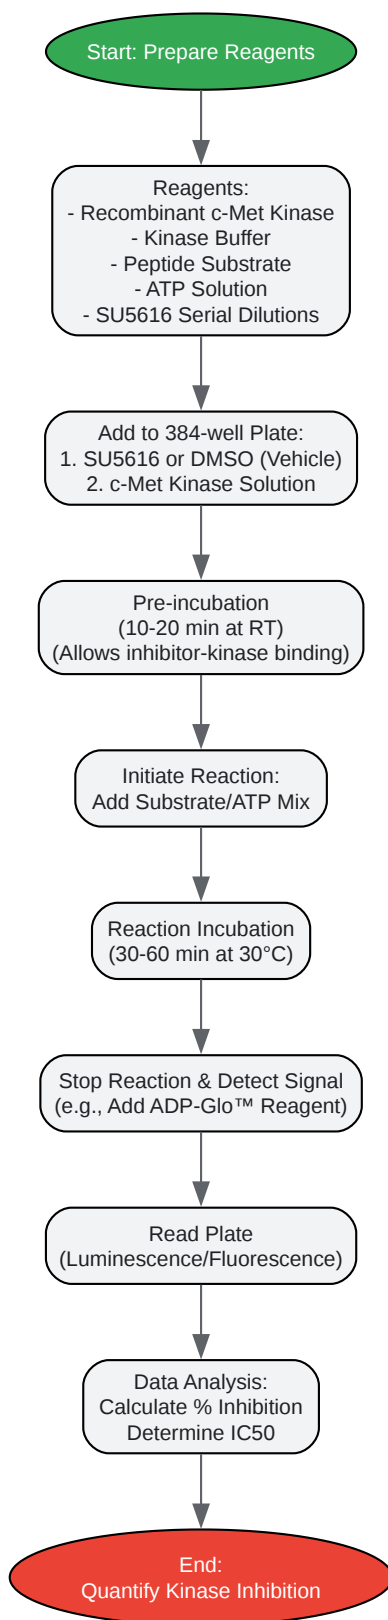 Start: Prepare Reagents
Reagents:
- Recombinant c-Met Kinase
- Kinase Buffer
- Peptide Substrate
- ATP Solution
- SU5616 Serial Dilutions
Add to 384-well Plate:
1. SU5616 or DMSO (Vehicle)
2. c-Met Kinase Solution
Pre-incubation
(10-20 min at RT)
(Allows inhibitor-kinase binding)
Initiate Reaction:
Add Substrate/ATP Mix
Reaction Incubation
(30-60 min at 30°C)
Stop Reaction & Detect Signal
(e.g., Add ADP-Glo™ Reagent)
Read Plate
(Luminescence/Fluorescence)
Data Analysis:
Calculate % Inhibition
Determine IC50
End:
Quantify Kinase Inhibition